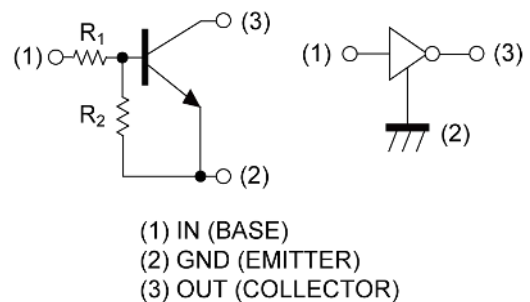 (3)
R1
(1)
R2
(2)
(1)
(3)
(2)
(1) IN (BASE)
(2) GND (EMITTER)
(3) OUT (COLLECTOR)